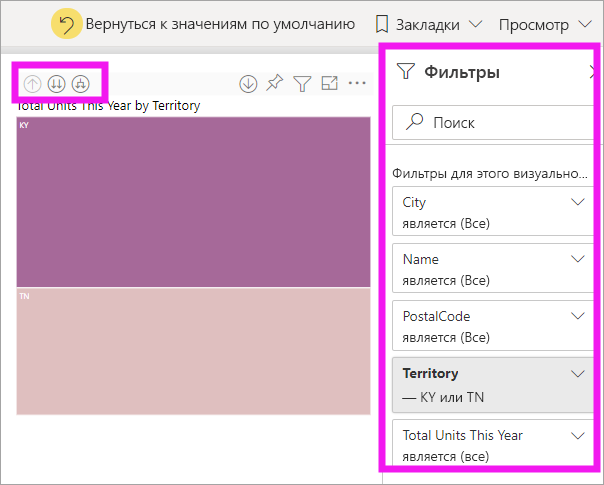 Вернуться к значениям по умолчанию
Закладки
Просмотр
Total Units This Year by Territory
KY
TN
Фильтры
Поиск
Фильтры для этого визуально...
City
является (Все)
Name
является (Все)
PostalCode
является (Все)
Territory
— KY или TN
Total Units This Year
является (все)